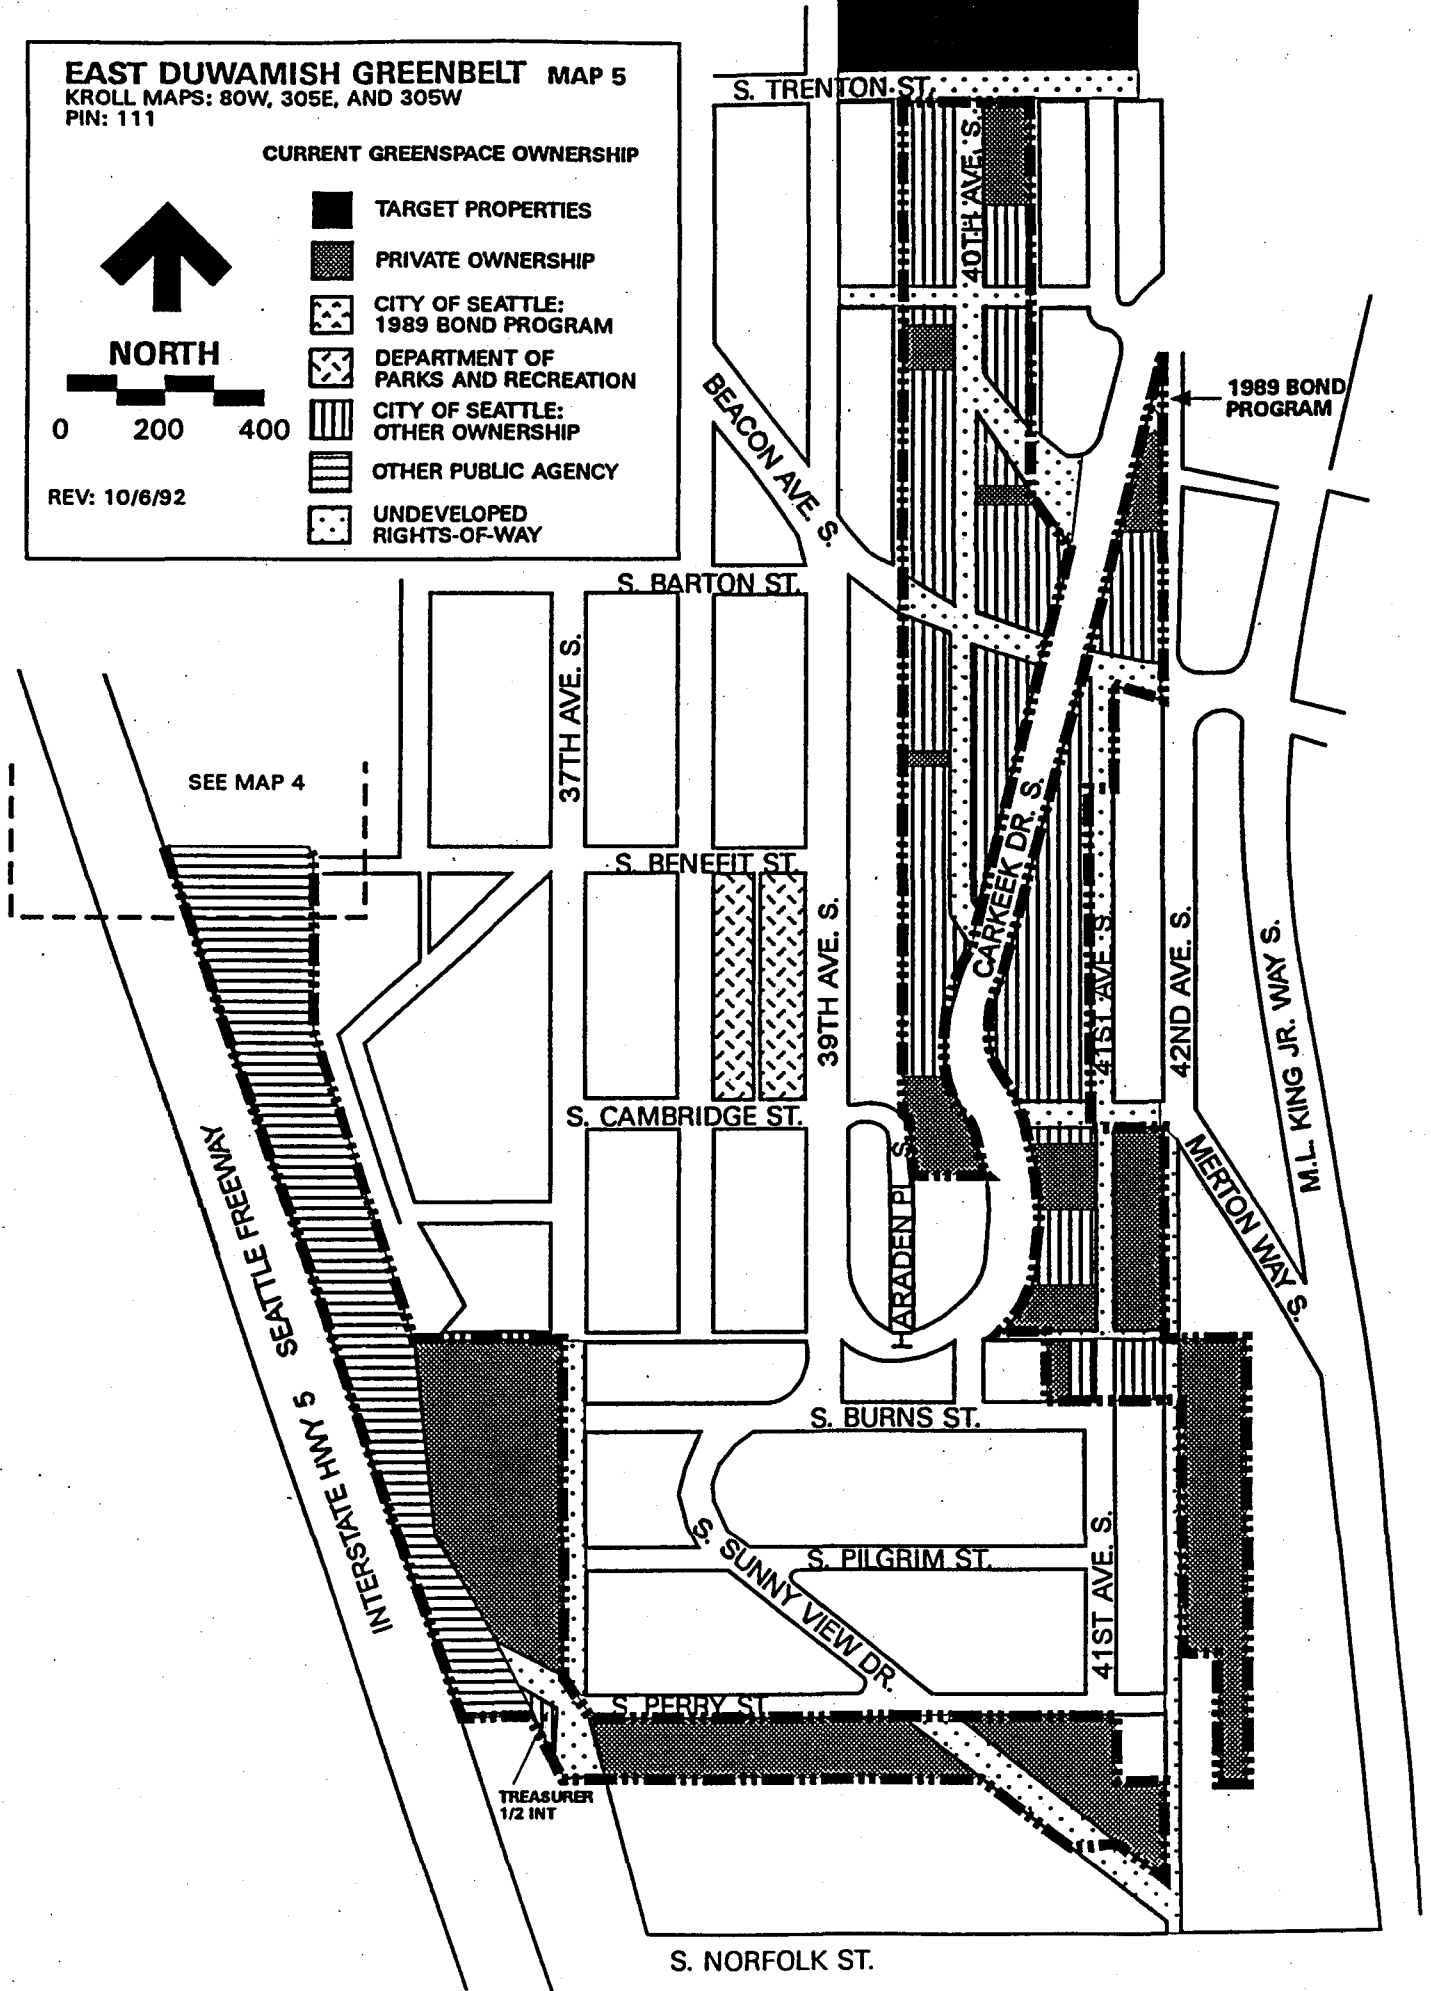 EAST DUWAMISH GREENBELT MAP 5
KROLL MAPS: 80W, 305E, AND 305W
PIN: 111
CURRENT GREENSPACE OWNERSHIP
TARGET PROPERTIES
PRIVATE OWNERSHIP
CITY OF SEATTLE:
1989 BOND PROGRAM
DEPARTMENT OF
PARKS AND RECREATION
CITY OF SEATTLE:
OTHER OWNERSHIP
OTHER PUBLIC AGENCY
UNDEVELOPED
RIGHTS-OF-WAY
NORTH
0 200 400
REV: 10/6/92
S. TRENTON ST.
40TH AVE. S.
1989 BOND
PROGRAM
BEACON AVE. S.
S. BARTON ST.
37TH AVE. S.
SEE MAP 4
S. BENEFIT ST.
39TH AVE. S.
CARKEEK DR. S.
41ST AVE. S.
42ND AVE. S.
M.L. KING JR. WAY S.
S. CAMBRIDGE ST.
HARADEN PL. S.
MERTON WAY S.
SEATTLE FREEWAY
INTERSTATE HWY 5
S. BURNS ST.
S. PILGRIM ST.
S. SUNNY VIEW DR.
41ST AVE. S.
S. PERRY ST.
TREASURER
1/2 INT
S. NORFOLK ST.